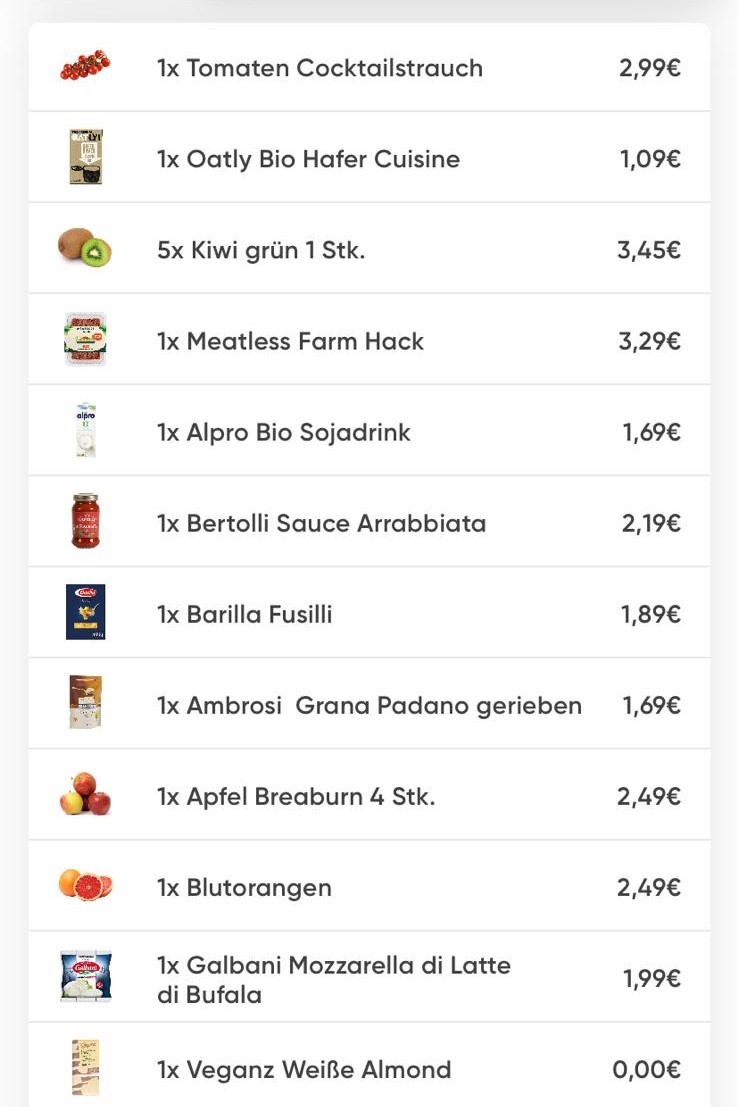 1x Tomaten Cocktailstrauch 2,99€
1x Oatly Bio Hafer Cuisine 1,09€
5x Kiwi grün 1 Stk. 3,45€
1x Meatless Farm Hack 3,29€
alpro
1x Alpro Bio Sojadrink 1,69€
1x Bertolli Sauce Arrabbiata 2,19€
Barilla
1x Barilla Fusilli 1,89€
1x Ambrosi  Grana Padano gerieben 1,69€
1x Apfel Breaburn 4 Stk. 2,49€
1x Blutorangen 2,49€
Galbani
1x Galbani Mozzarella di Latte
di Bufala 1,99€
1x Veganz Weiße Almond 0,00€